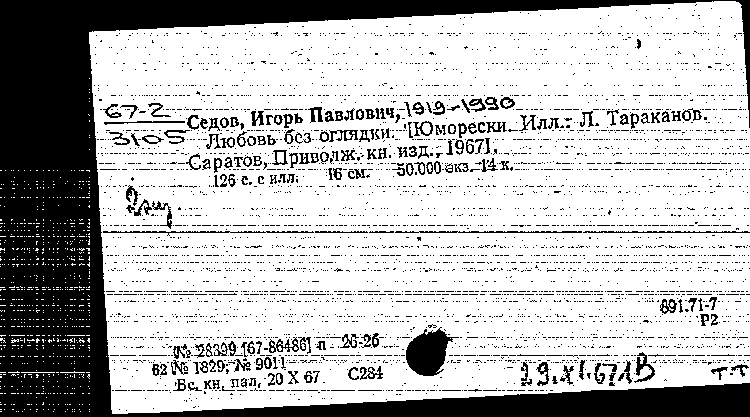 67-2
3105
Седов, Игорь Павлович, 1919-1990
Любовь без оглядки. [Юморески. Илл.: Л. Тараканов.
Саратов, Приволж. кн. изд., 1967].
126 с. с илл. 16 см. 50.000 экз. 14 к.
891.71-7
Р2
№ 28399 [67-86486] п 26-26
62 № 1829; № 9011
Вс. кн. пал. 20 X 67 С284
29.XI.67 В Т.Т